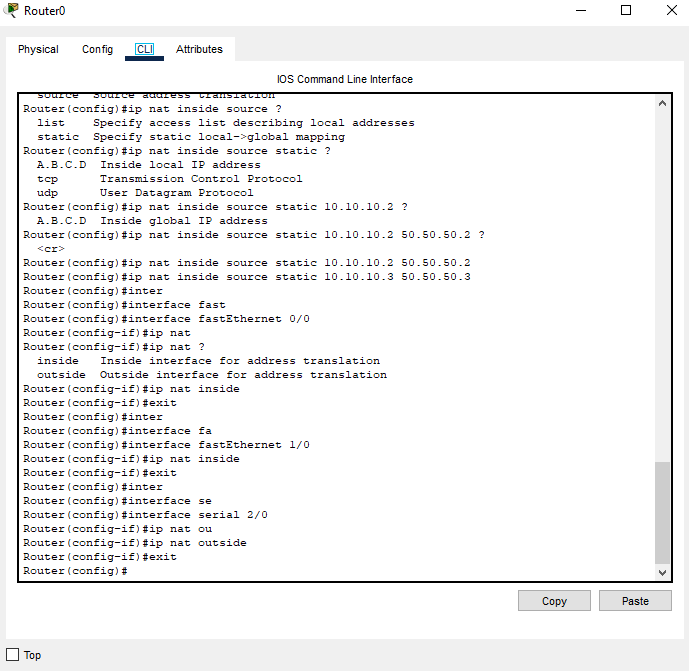 Router0
Physical Config CLI Attributes
IOS Command Line Interface
source Source address translation
Router(config)#ip nat inside source ?
list Specify access list describing local addresses
static Specify static local->global mapping
Router(config)#ip nat inside source static ?
A.B.C.D Inside local IP address
tcp Transmission Control Protocol
udp User Datagram Protocol
Router(config)#ip nat inside source static 10.10.10.2 ?
A.B.C.D Inside global IP address
Router(config)#ip nat inside source static 10.10.10.2 50.50.50.2 ?
<cr>
Router(config)#ip nat inside source static 10.10.10.2 50.50.50.2
Router(config)#ip nat inside source static 10.10.10.3 50.50.50.3
Router(config)#inter
Router(config)#interface fast
Router(config)#interface fastEthernet 0/0
Router(config-if)#ip nat
Router(config-if)#ip nat ?
inside Inside interface for address translation
outside Outside interface for address translation
Router(config-if)#ip nat inside
Router(config-if)#exit
Router(config)#inter
Router(config)#interface fa
Router(config)#interface fastEthernet 1/0
Router(config-if)#ip nat inside
Router(config-if)#exit
Router(config)#inter
Router(config)#interface se
Router(config)#interface serial 2/0
Router(config-if)#ip nat ou
Router(config-if)#ip nat outside
Router(config-if)#exit
Router(config)#
Copy Paste
Top